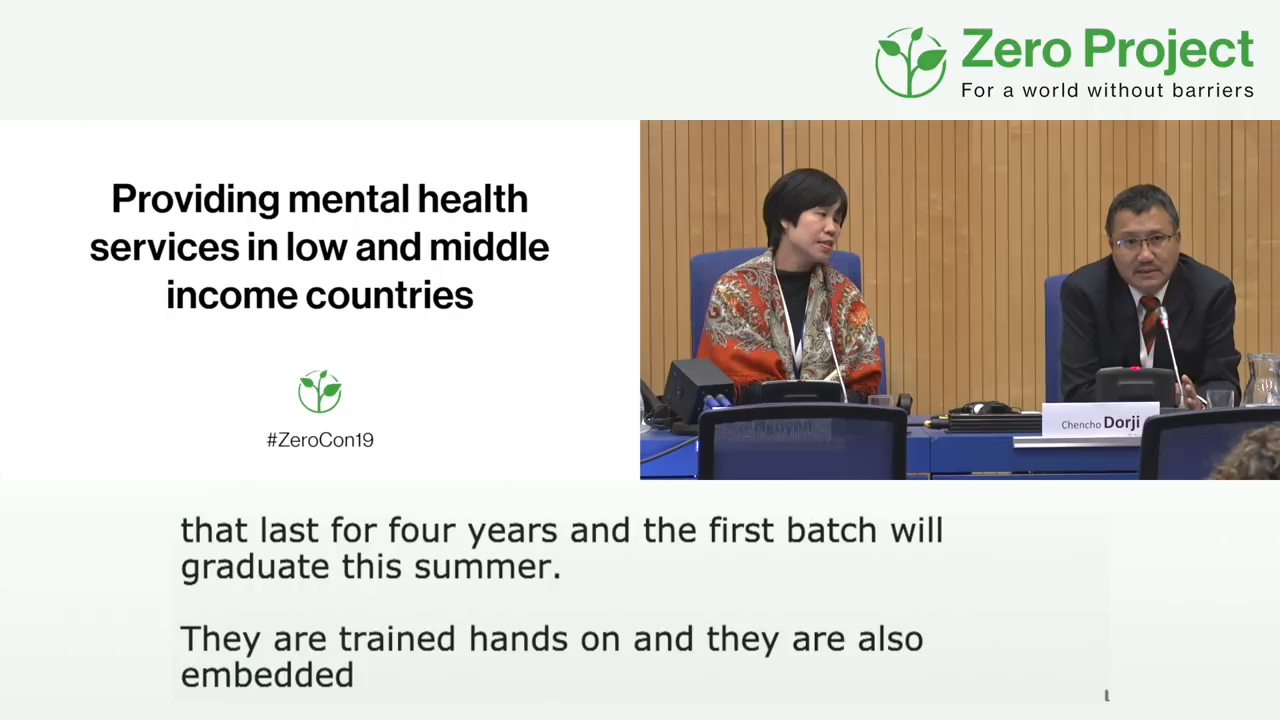 Zero Project
For a world without barriers
Providing mental health
services in low and middle
income countries
#ZeroCon19
Chencho Dorji
that last for four years and the first batch will
graduate this summer.
They are trained hands on and they are also
embedded